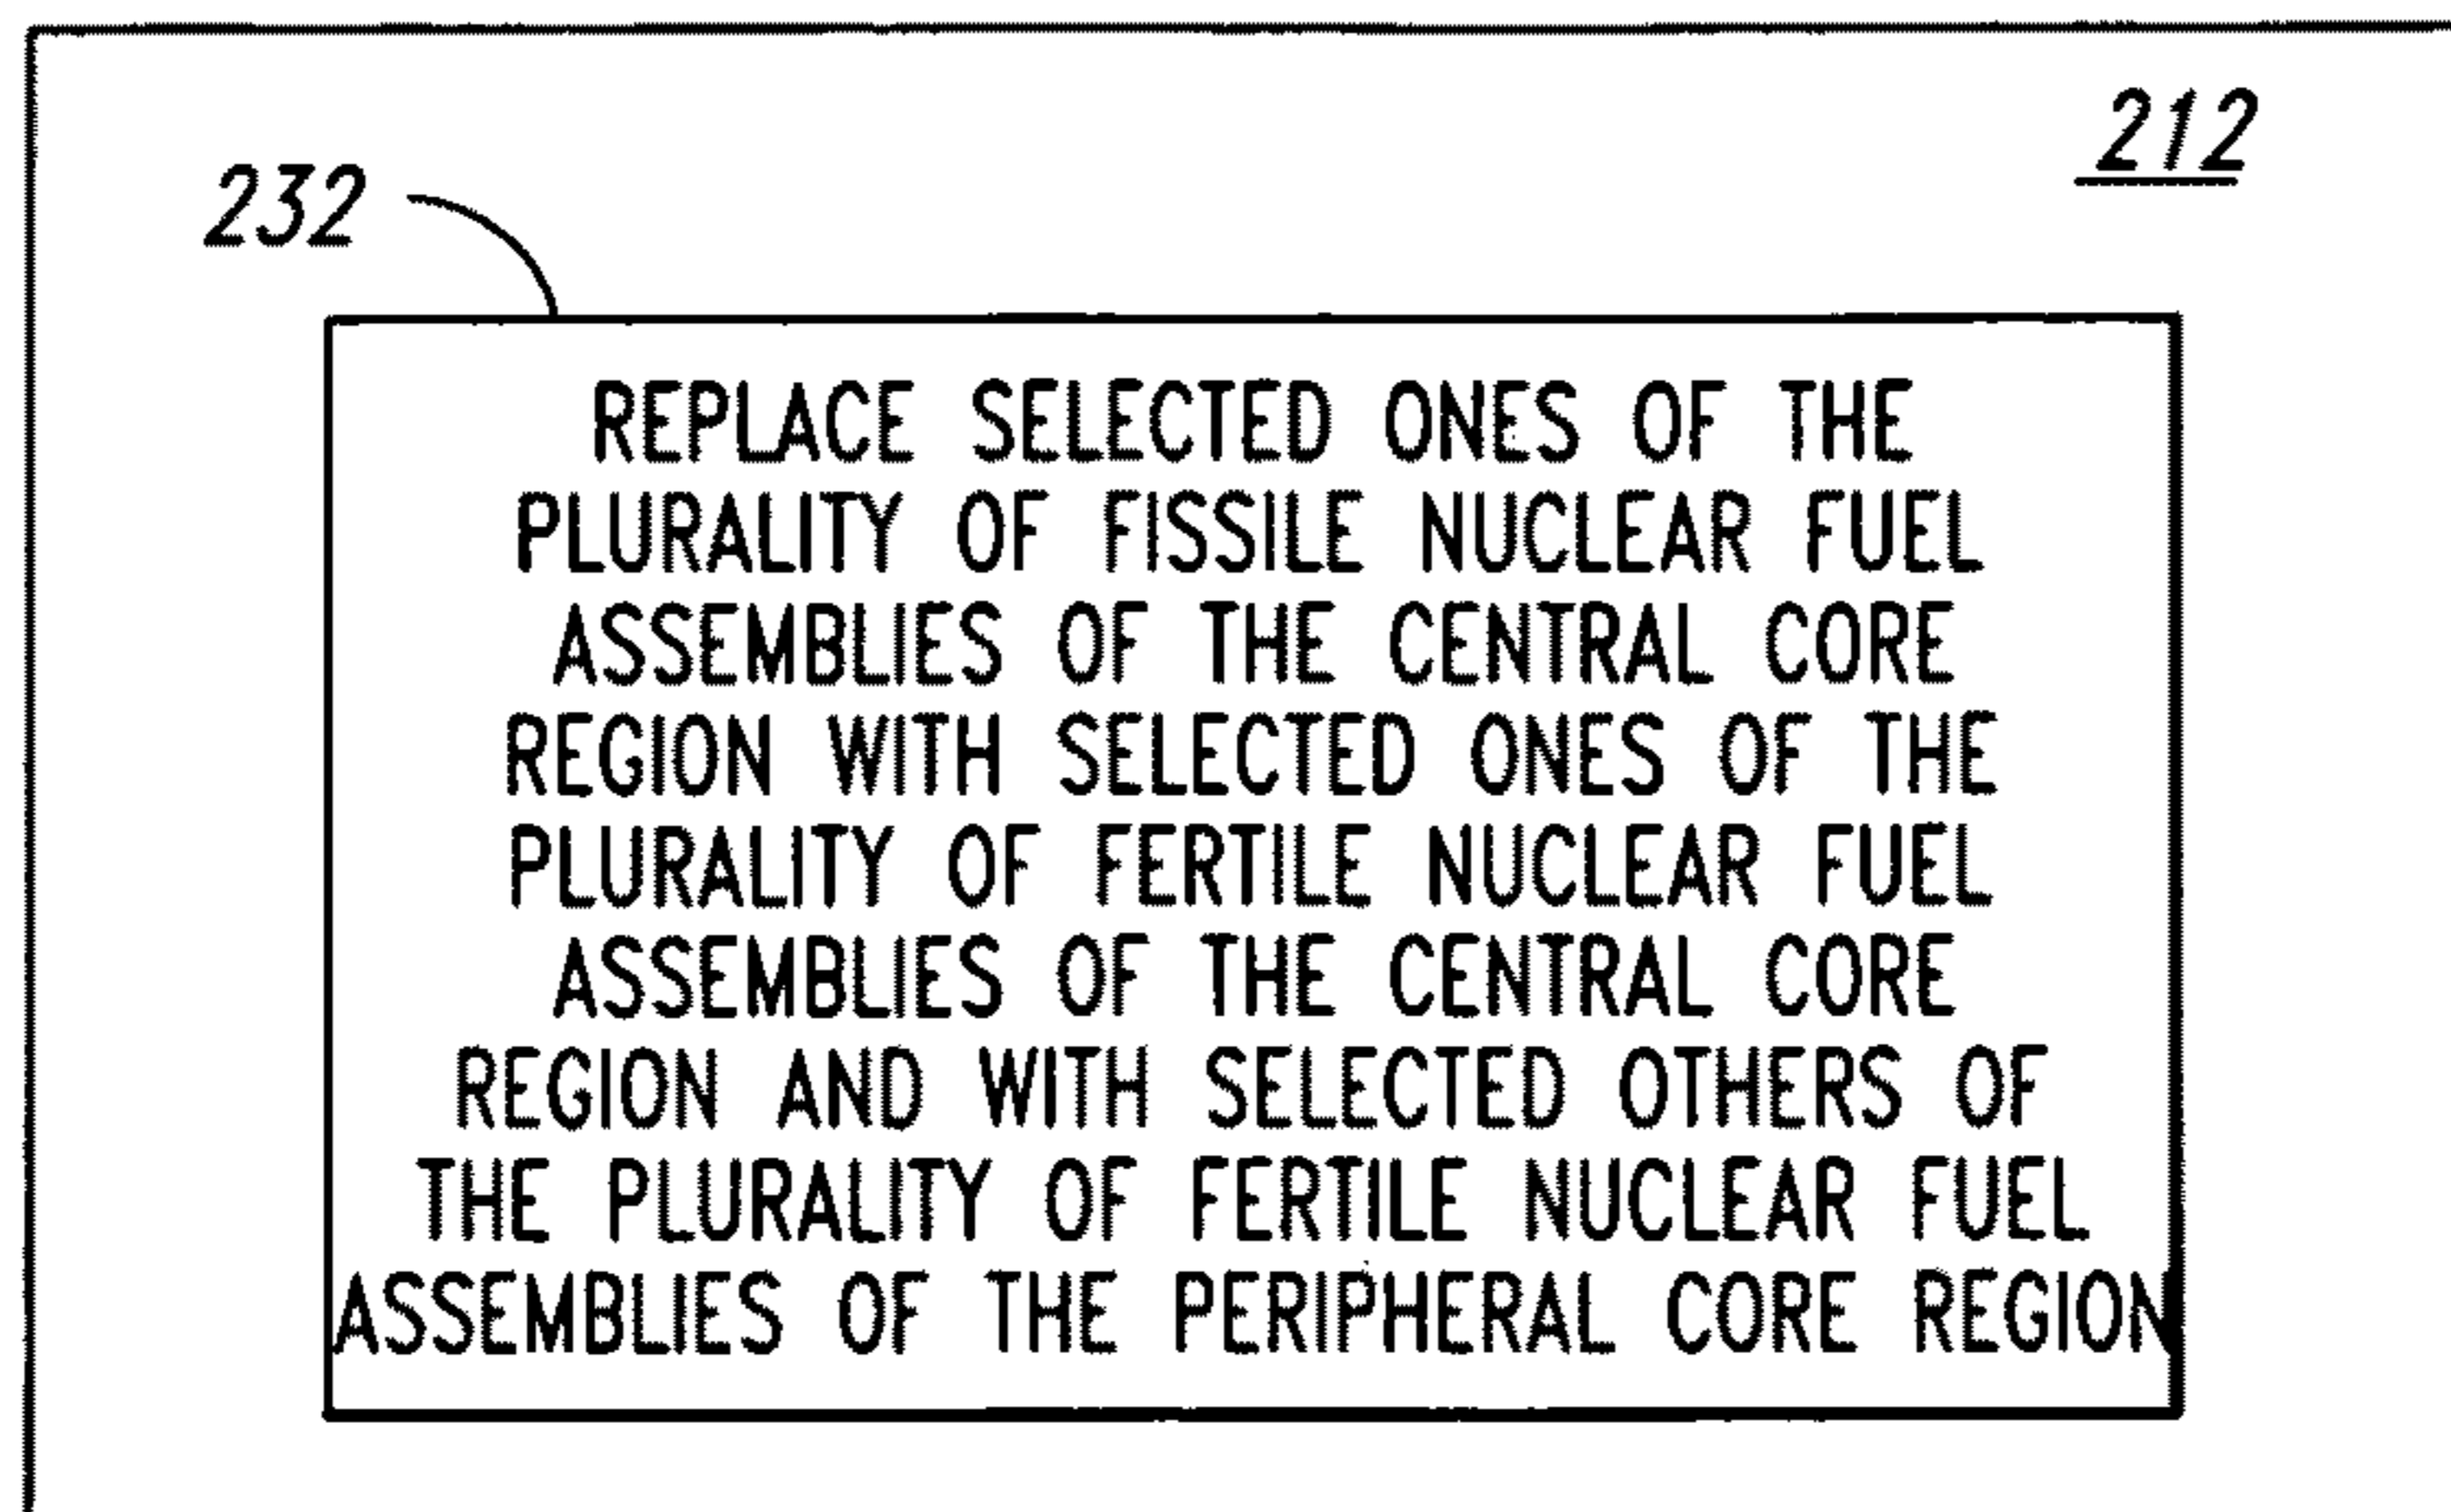 212
232
REPLACE SELECTED ONES OF THE
PLURALITY OF FISSILE NUCLEAR FUEL
ASSEMBLIES OF THE CENTRAL CORE
REGION WITH SELECTED ONES OF THE
PLURALITY OF FERTILE NUCLEAR FUEL
ASSEMBLIES OF THE CENTRAL CORE
REGION AND WITH SELECTED OTHERS OF
THE PLURALITY OF FERTILE NUCLEAR FUEL
ASSEMBLIES OF THE PERIPHERAL CORE REGION